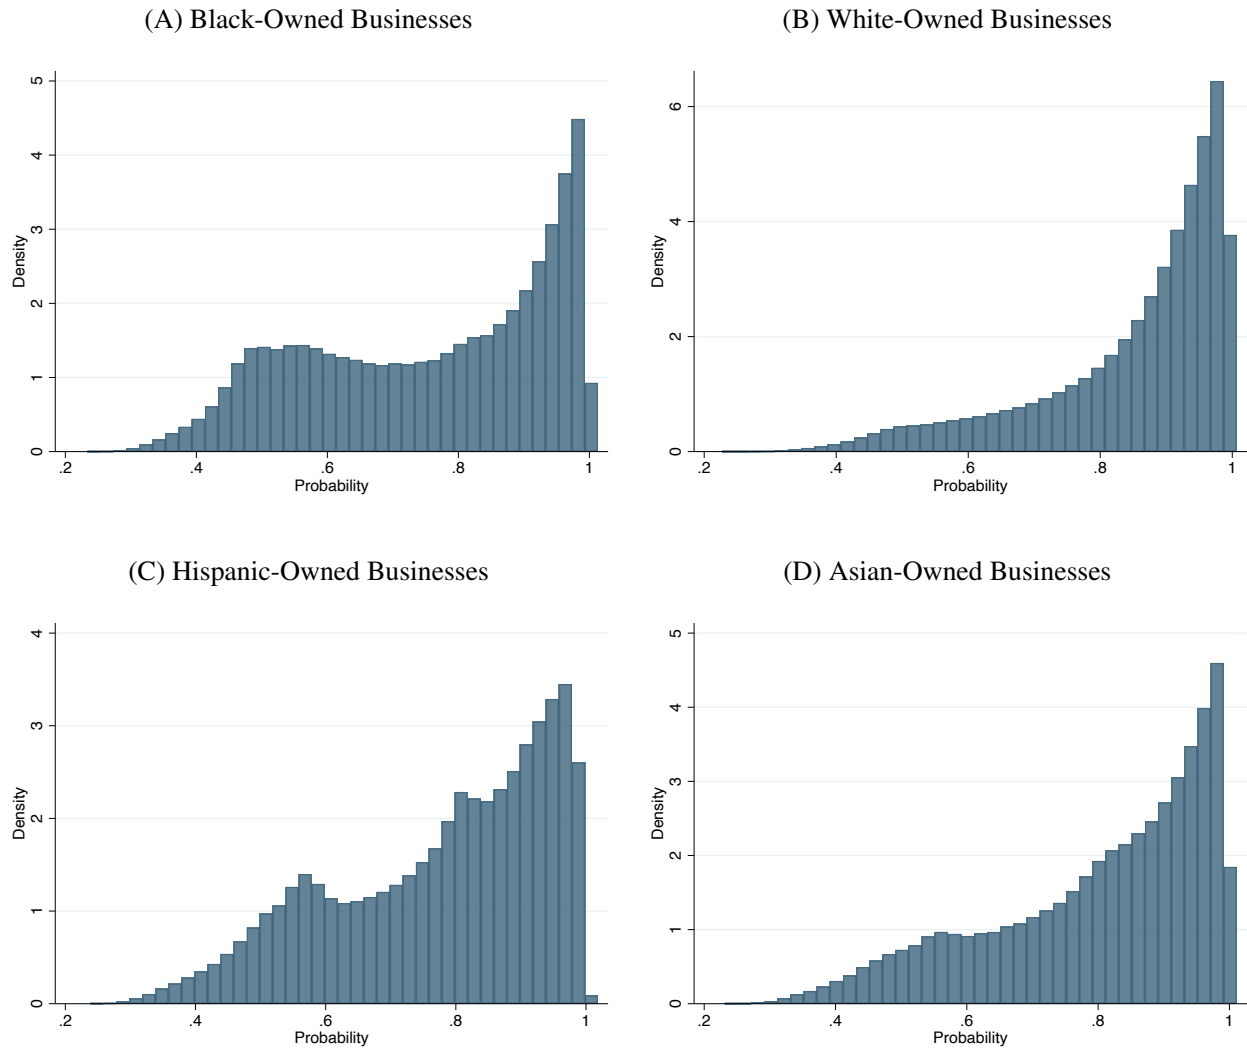 (A) Black-Owned Businesses
5
4
3
2
1
0
Density
.2 .4 .6 .8 1
Probability
(B) White-Owned Businesses
6
4
2
0
Density
.2 .4 .6 .8 1
Probability
(C) Hispanic-Owned Businesses
4
3
2
1
0
Density
.2 .4 .6 .8 1
Probability
(D) Asian-Owned Businesses
5
4
3
2
1
0
Density
.2 .4 .6 .8 1
Probability